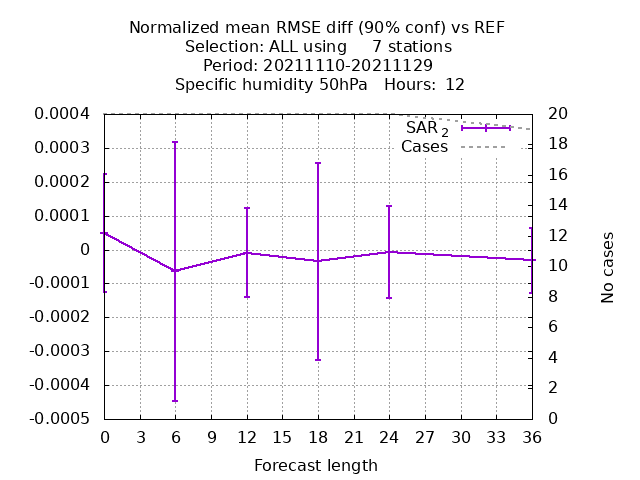 Normalized mean RMSE diff (90% conf) vs REF
Selection: ALL using     7 stations
Period: 20211110-20211129
Specific humidity 50hPa   Hours:  12
0.0004
0.0003
0.0002
0.0001
0
-0.0001
-0.0002
-0.0003
-0.0004
-0.0005
SAR 2
Cases
20
18
16
14
12
10
8
6
4
2
0
No cases
0 3 6 9 12 15 18 21 24 27 30 33 36
Forecast length